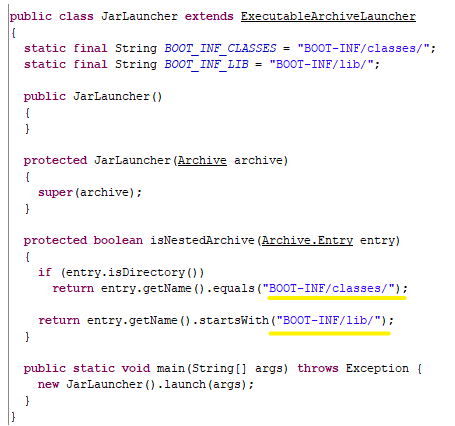 public class JarLauncher extends ExecutableArchiveLauncher
{
  static final String BOOT_INF_CLASSES = "BOOT-INF/classes/";
  static final String BOOT_INF_LIB = "BOOT-INF/lib/";

  public JarLauncher()
  {
  }

  protected JarLauncher(Archive archive)
  {
    super(archive);
  }

  protected boolean isNestedArchive(Archive.Entry entry)
  {
    if (entry.isDirectory())
      return entry.getName().equals("BOOT-INF/classes/");

    return entry.getName().startsWith("BOOT-INF/lib/");
  }

  public static void main(String[] args) throws Exception {
    new JarLauncher().launch(args);
  }
}